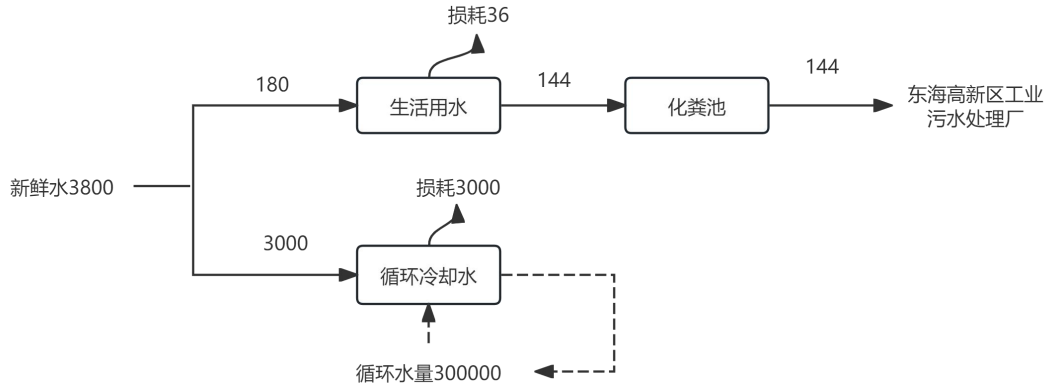 损耗36
180
生活用水
144
化粪池
144
东海高新区工业
污水处理厂
新鲜水3800
损耗3000
3000
循环冷却水
循环水量300000